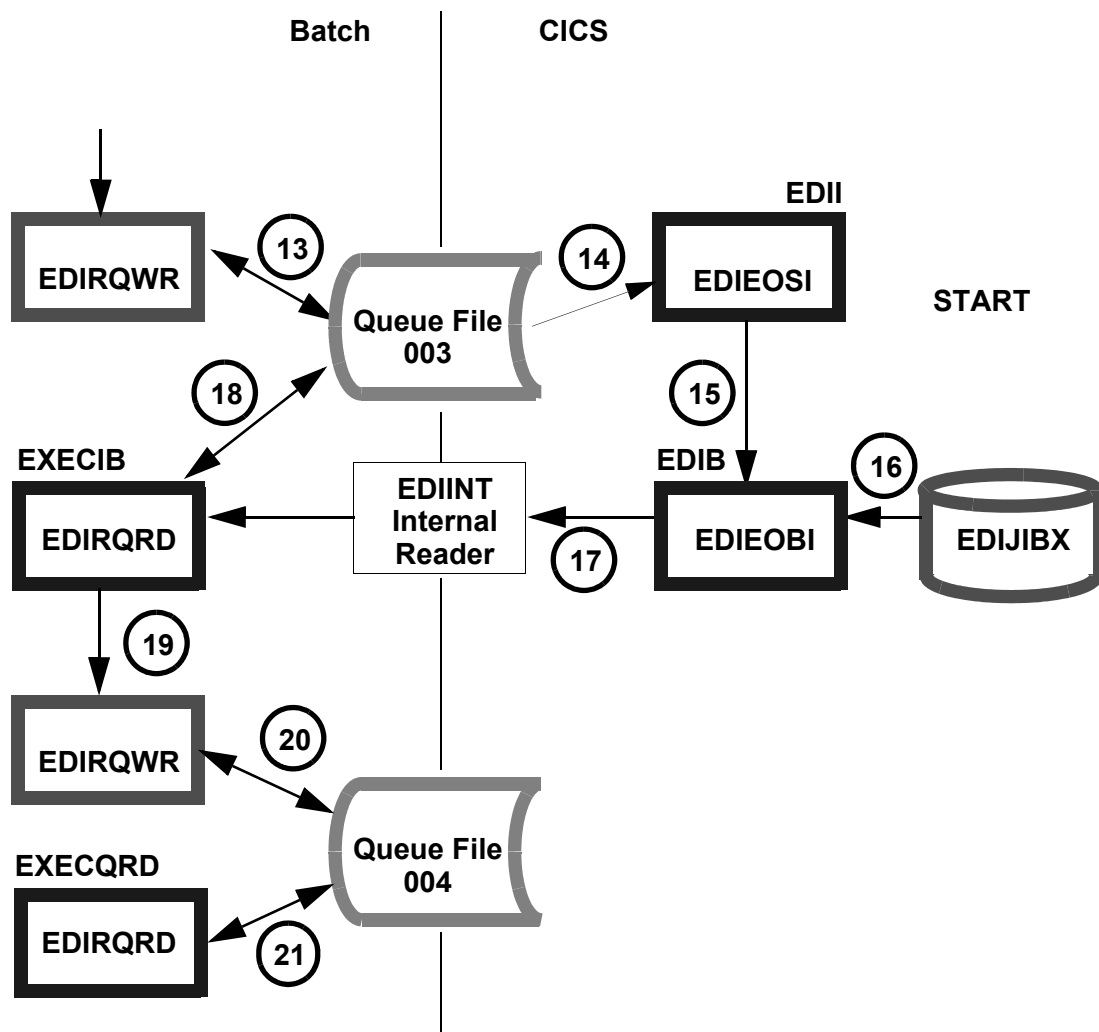 Batch
CICS
EDII
EDIRQWR
13
Queue File
003
14
EDIEOSI
START
18
15
EXECIB
EDIB
16
EDIRQRD
EDIINT
Internal
Reader
17
EDIEOBI
EDIJIBX
19
EDIRQWR
20
Queue File
004
EXECQRD
EDIRQRD
21